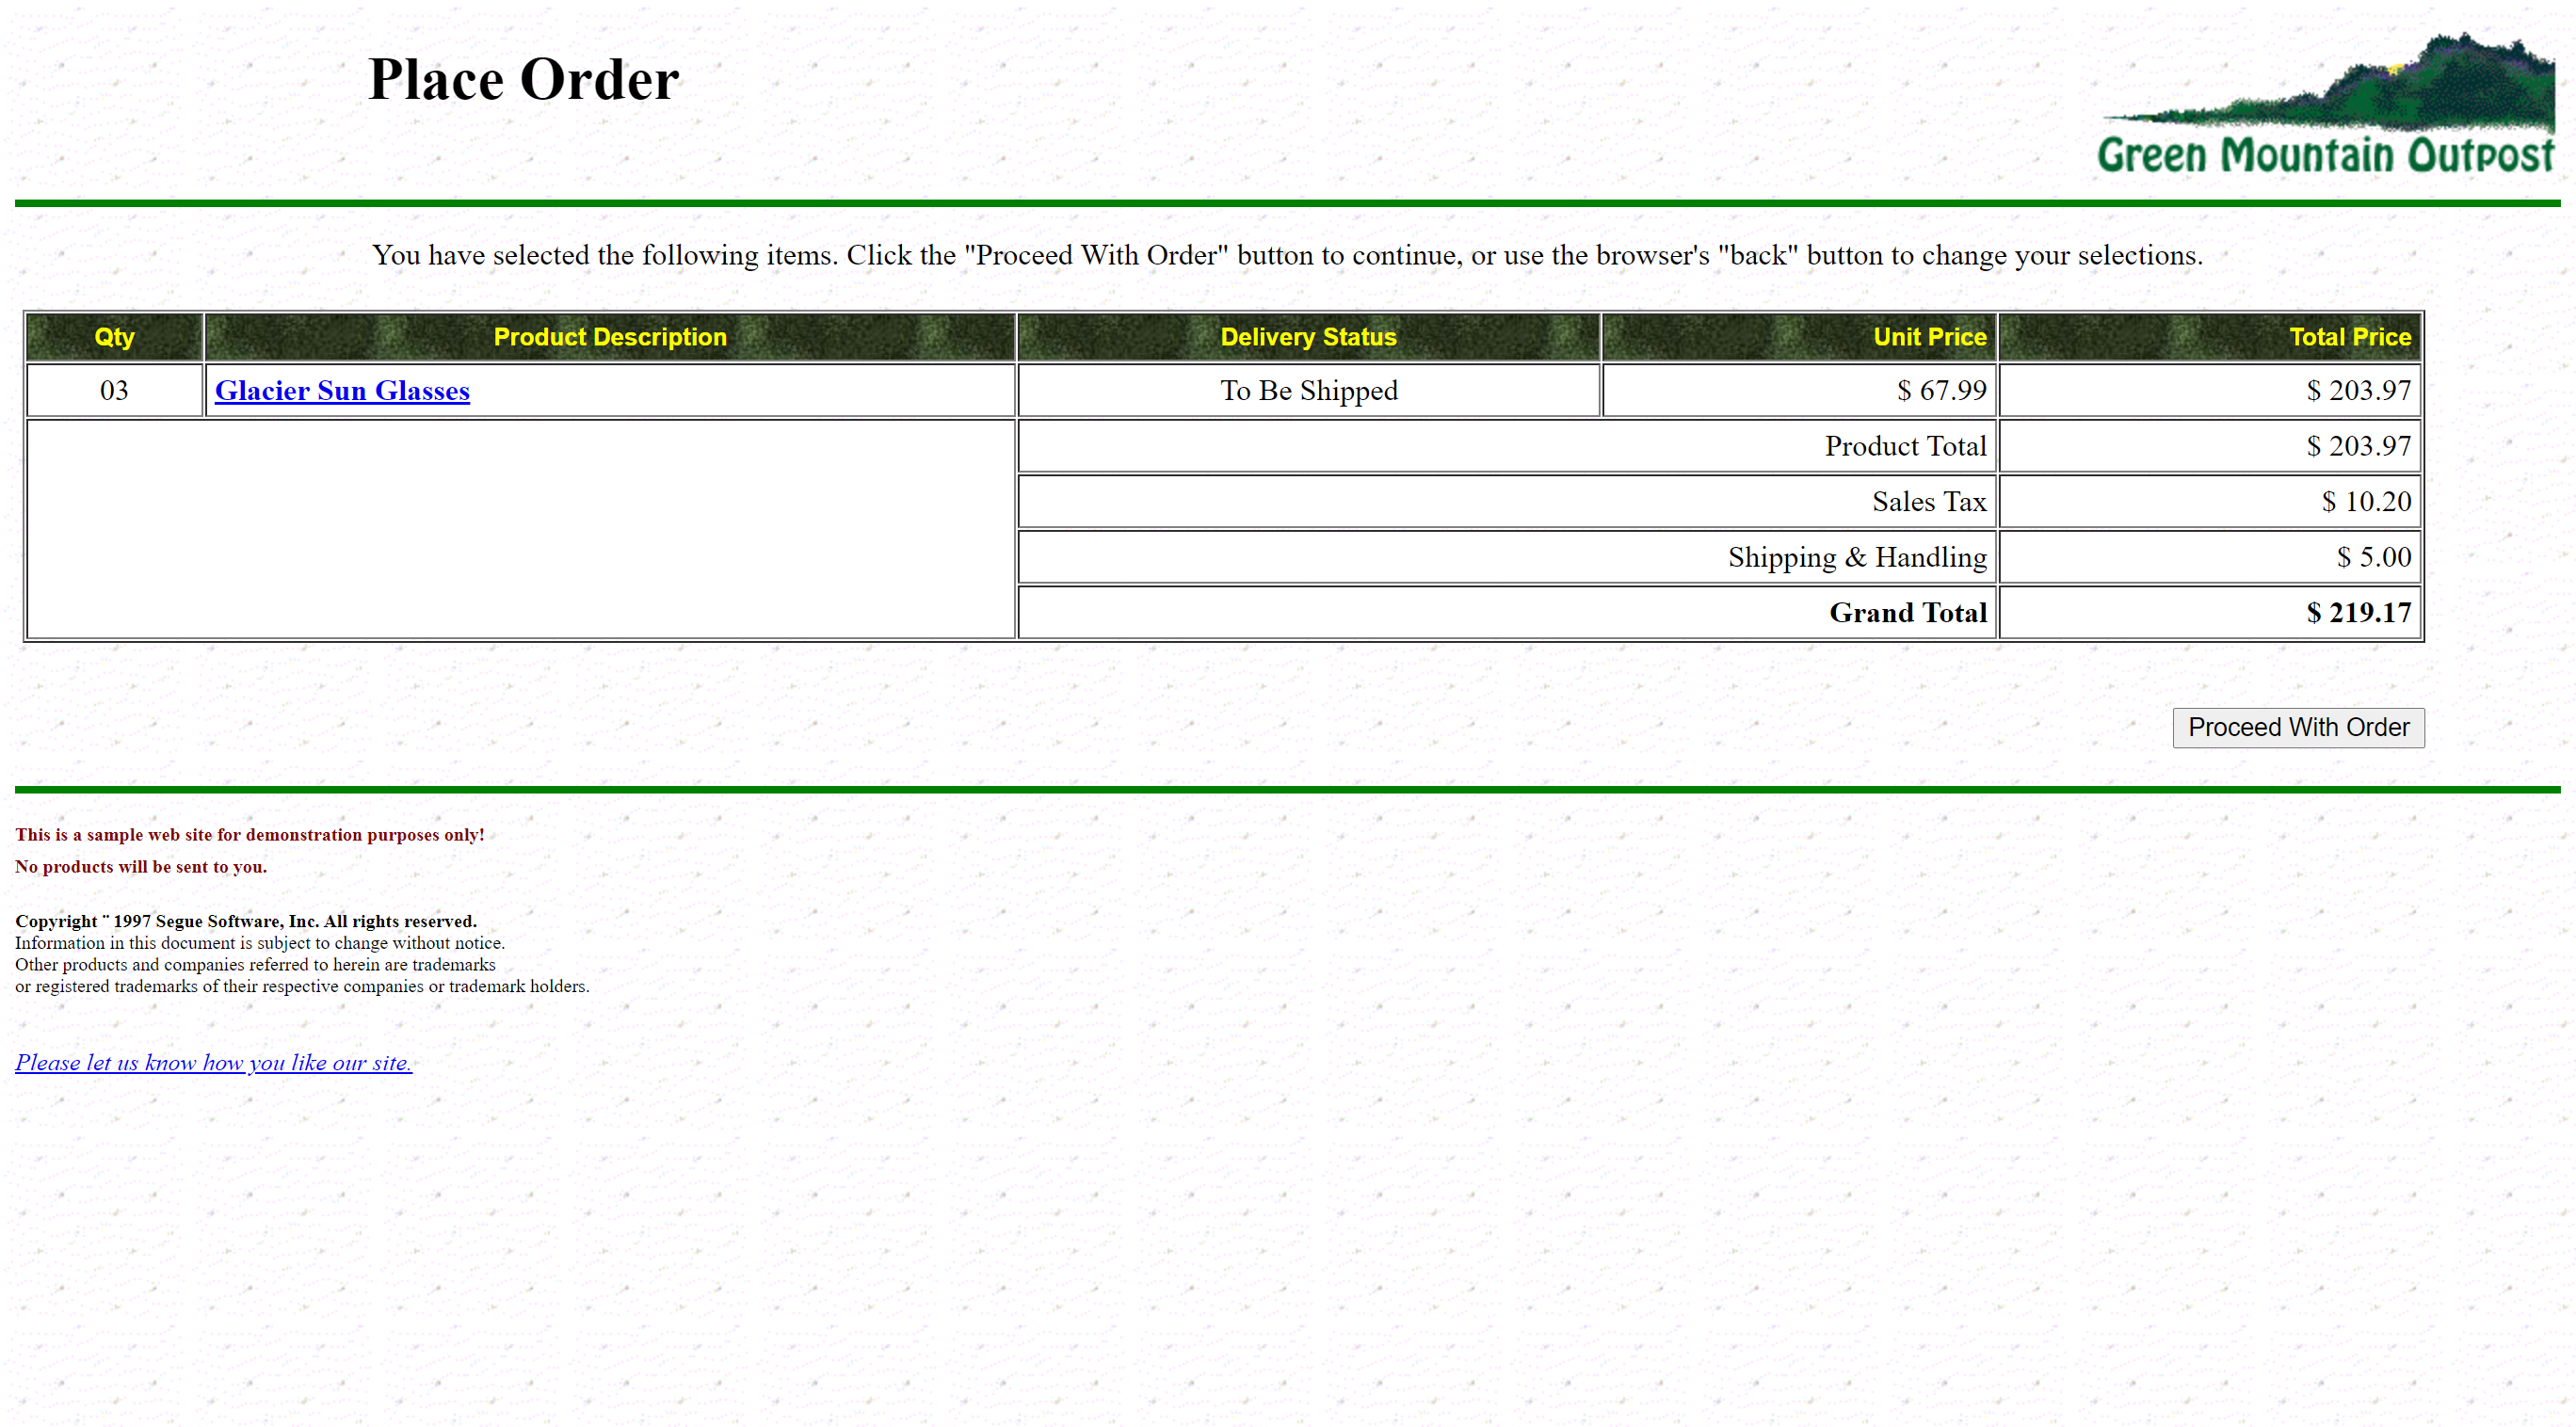 Place Order
Green Mountain Outpost
You have selected the following items. Click the "Proceed With Order" button to continue, or use the browser's "back" button to change your selections.
Qty Product Description Delivery Status Unit Price Total Price
03 Glacier Sun Glasses To Be Shipped $ 67.99 $ 203.97
Product Total $ 203.97
Sales Tax $ 10.20
Shipping & Handling $ 5.00
Grand Total $ 219.17
Proceed With Order
This is a sample web site for demonstration purposes only!
No products will be sent to you.
Copyright ¨ 1997 Segue Software, Inc. All rights reserved.
Information in this document is subject to change without notice.
Other products and companies referred to herein are trademarks
or registered trademarks of their respective companies or trademark holders.
Please let us know how you like our site.